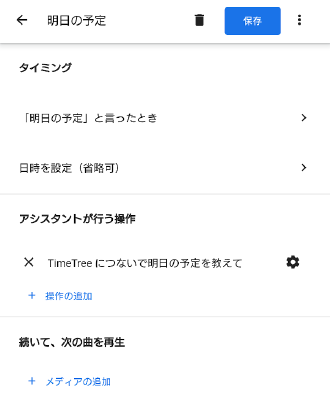 明日の予定
保存
タイミング
「明日の予定」と言ったとき
日時を設定（省略可）
アシスタントが行う操作
TimeTree につないで明日の予定を教えて
操作の追加
続いて、次の曲を再生
メディアの追加